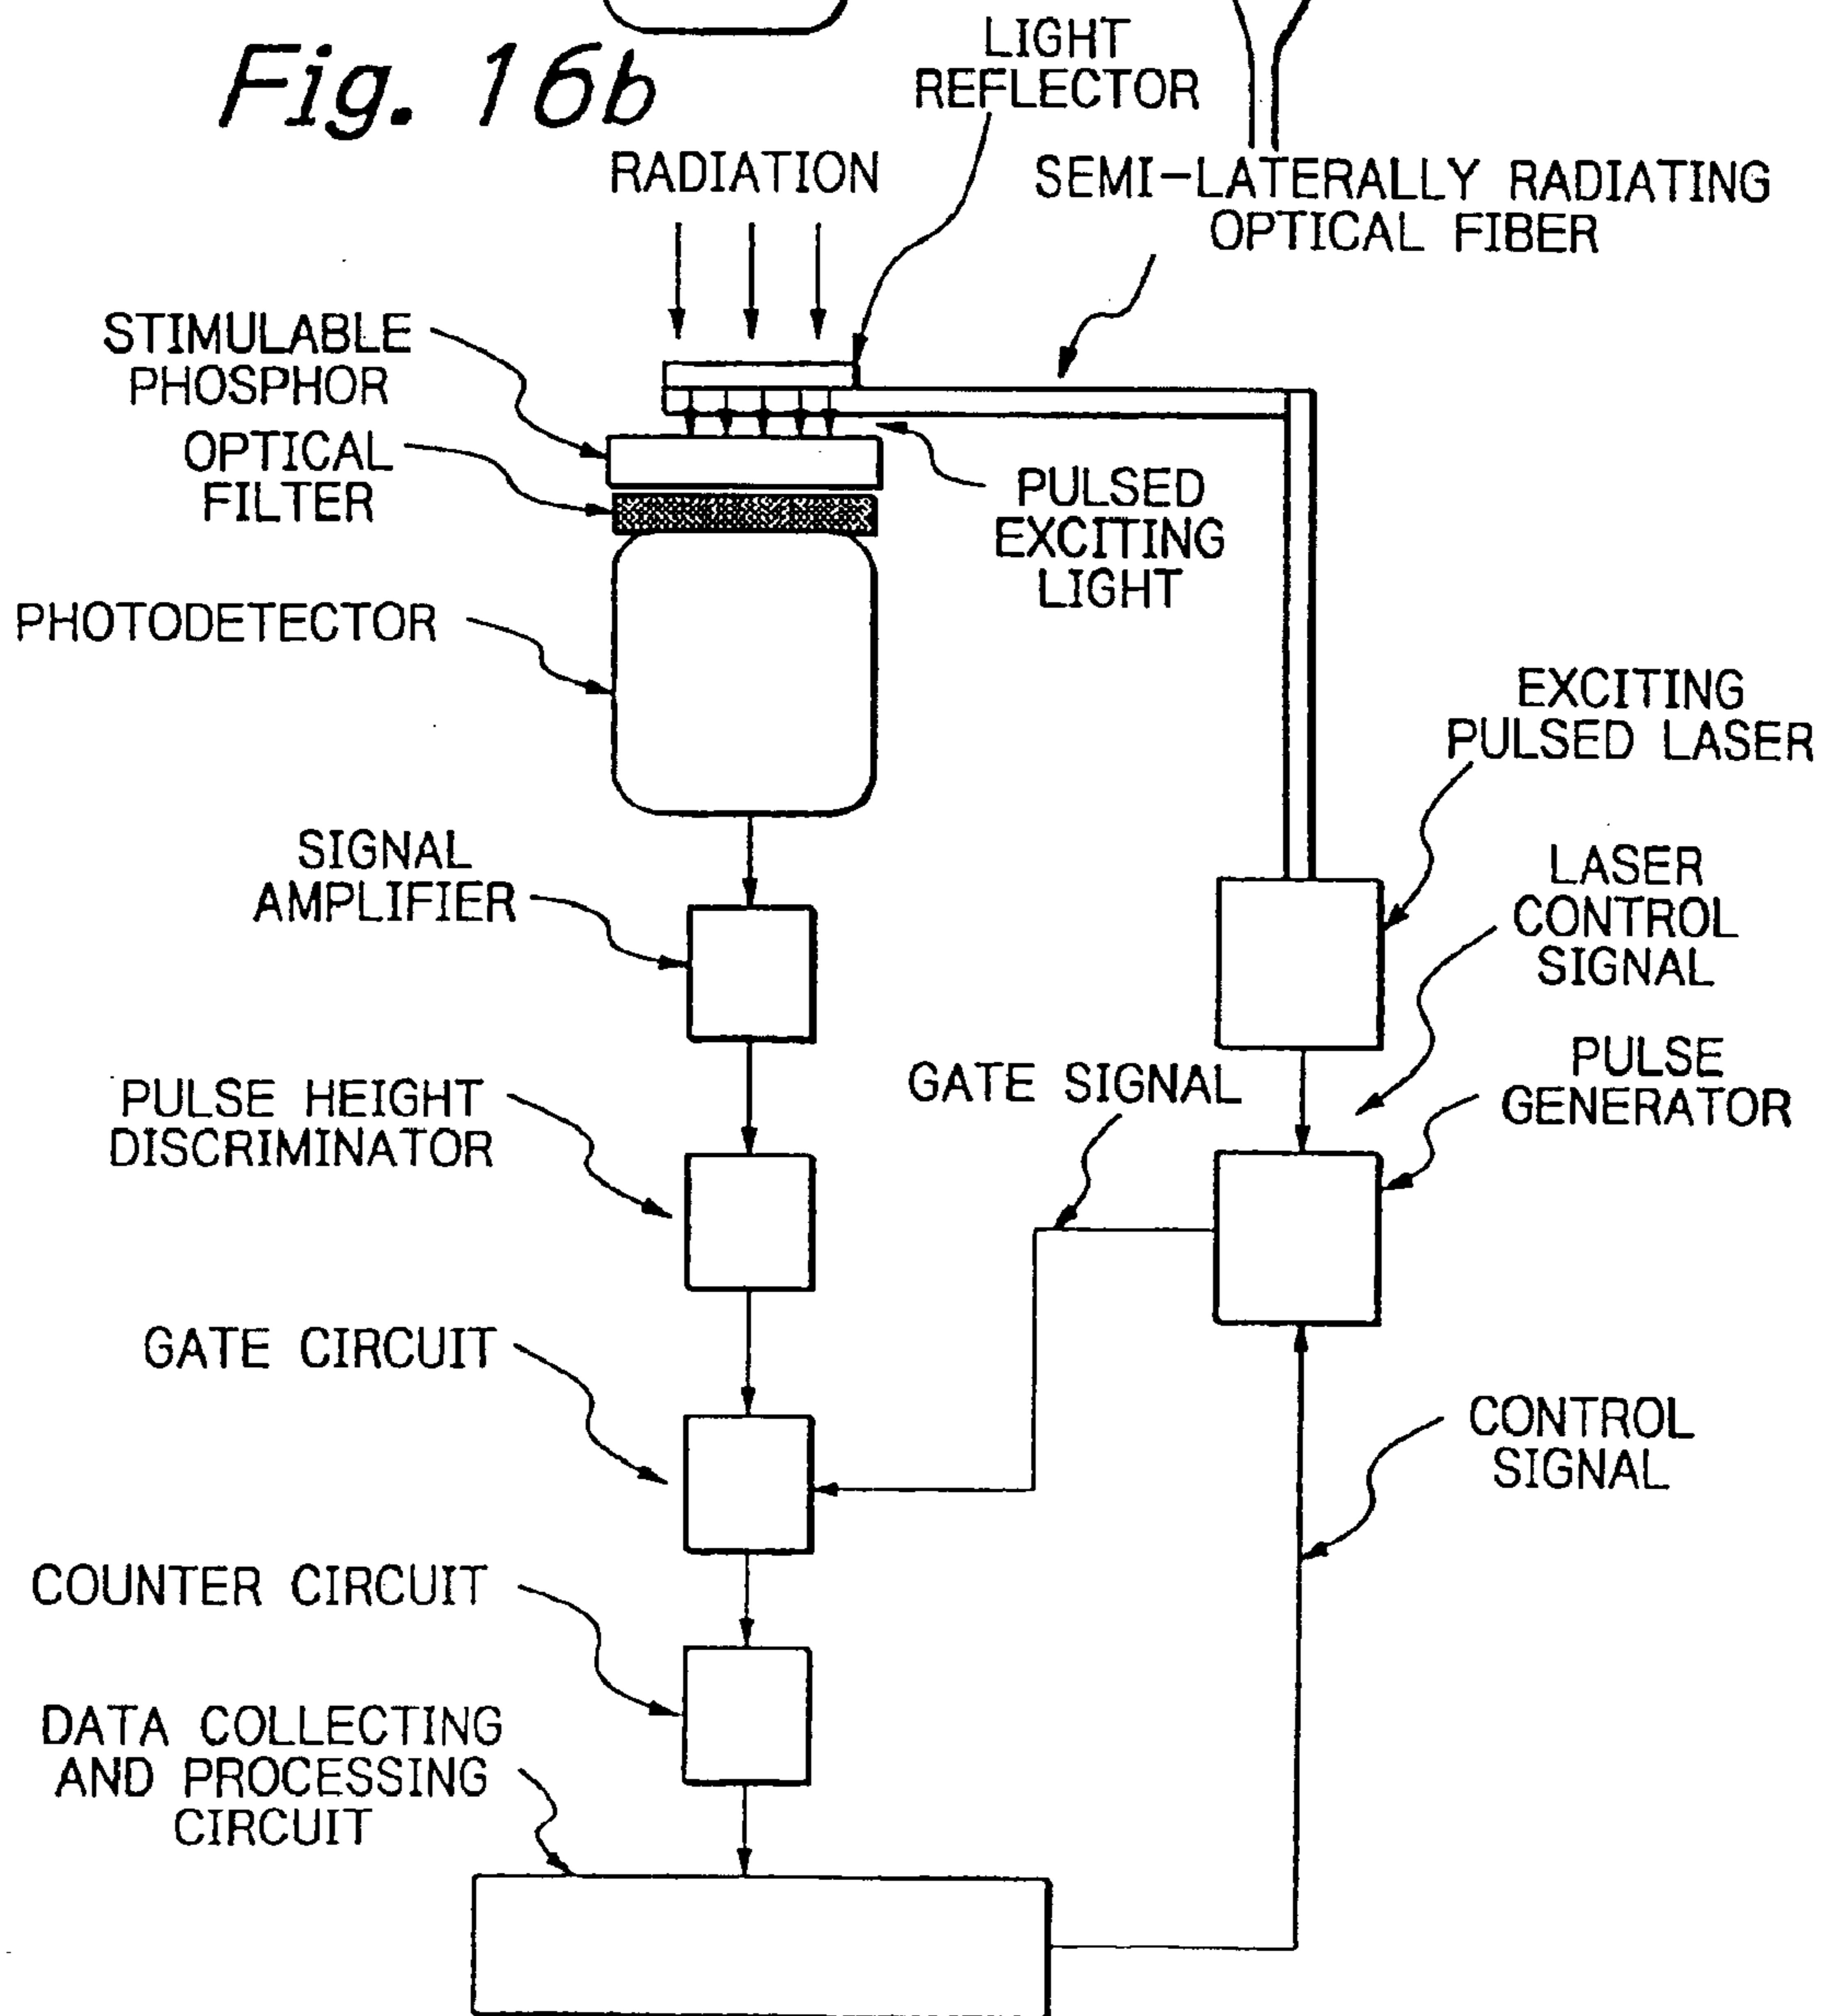 Fig. 16b
LIGHT
REFLECTOR
RADIATION
SEMI-LATERALLY RADIATING
OPTICAL FIBER
STIMULABLE
PHOSPHOR
OPTICAL
FILTER
PULSED
EXCITING
LIGHT
PHOTODETECTOR
EXCITING
PULSED LASER
SIGNAL
AMPLIFIER
LASER
CONTROL
SIGNAL
PULSE HEIGHT
DISCRIMINATOR
GATE SIGNAL
PULSE
GENERATOR
GATE CIRCUIT
CONTROL
SIGNAL
COUNTER CIRCUIT
DATA COLLECTING
AND PROCESSING
CIRCUIT